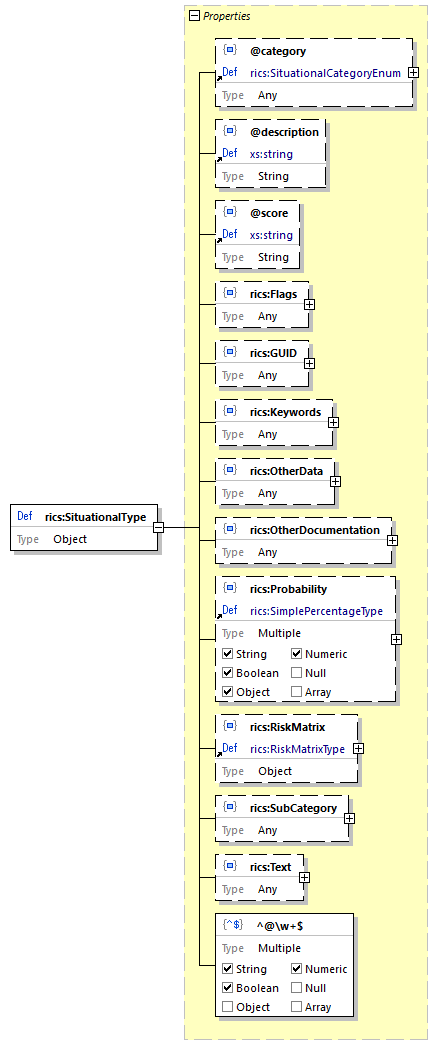 Properties
@category
Def rics:SituationalCategoryEnum
Type Any
@description
Def xs:string
Type String
@score
Def xs:string
Type String
rics:Flags
Type Any
rics:GUID
Type Any
rics:Keywords
Type Any
rics:OtherData
Type Any
Def rics:SituationalType
Type Object
rics:OtherDocumentation
Type Any
rics:Probability
Def rics:SimplePercentageType
Type Multiple
String Numeric
Boolean Null
Object Array
rics:RiskMatrix
Def rics:RiskMatrixType
Type Object
rics:SubCategory
Type Any
rics:Text
Type Any
{^$} ^@\w+$
Type Multiple
String Numeric
Boolean Null
Object Array